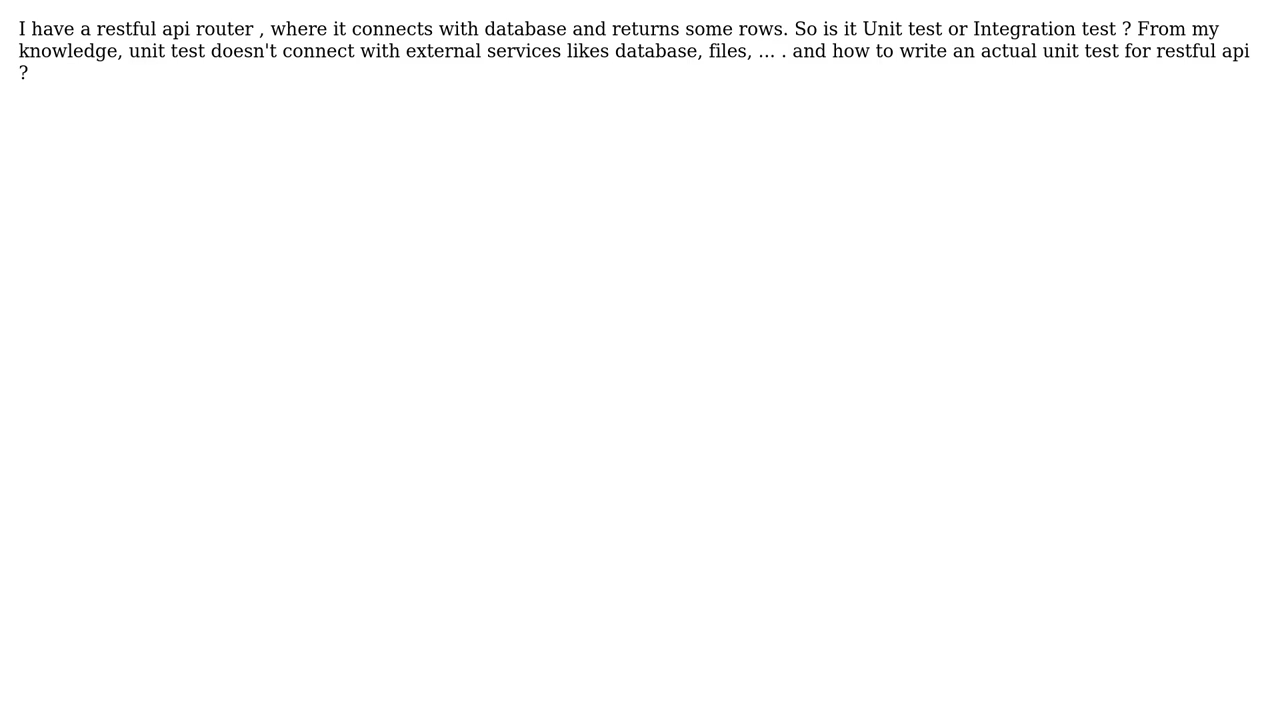 I have a restful api router , where it connects with database and returns some rows. So is it Unit test or Integration test ? From my
knowledge, unit test doesn't connect with external services likes database, files, ... . and how to write an actual unit test for restful api
?